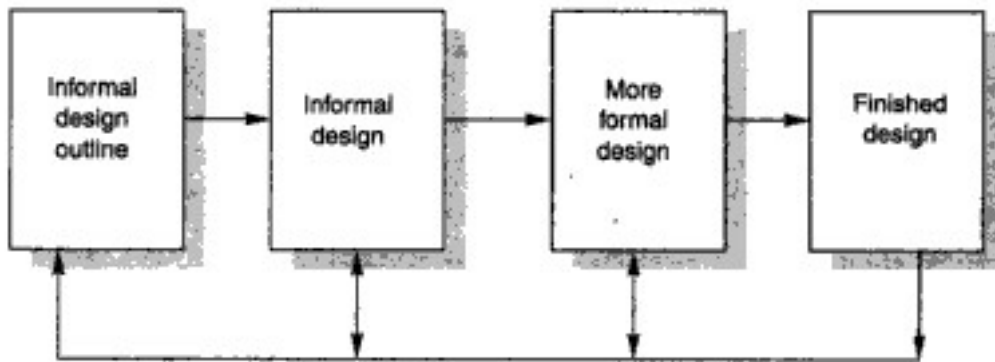 Informal
design
outline
Informal
design
More
formal
design
Finished
design